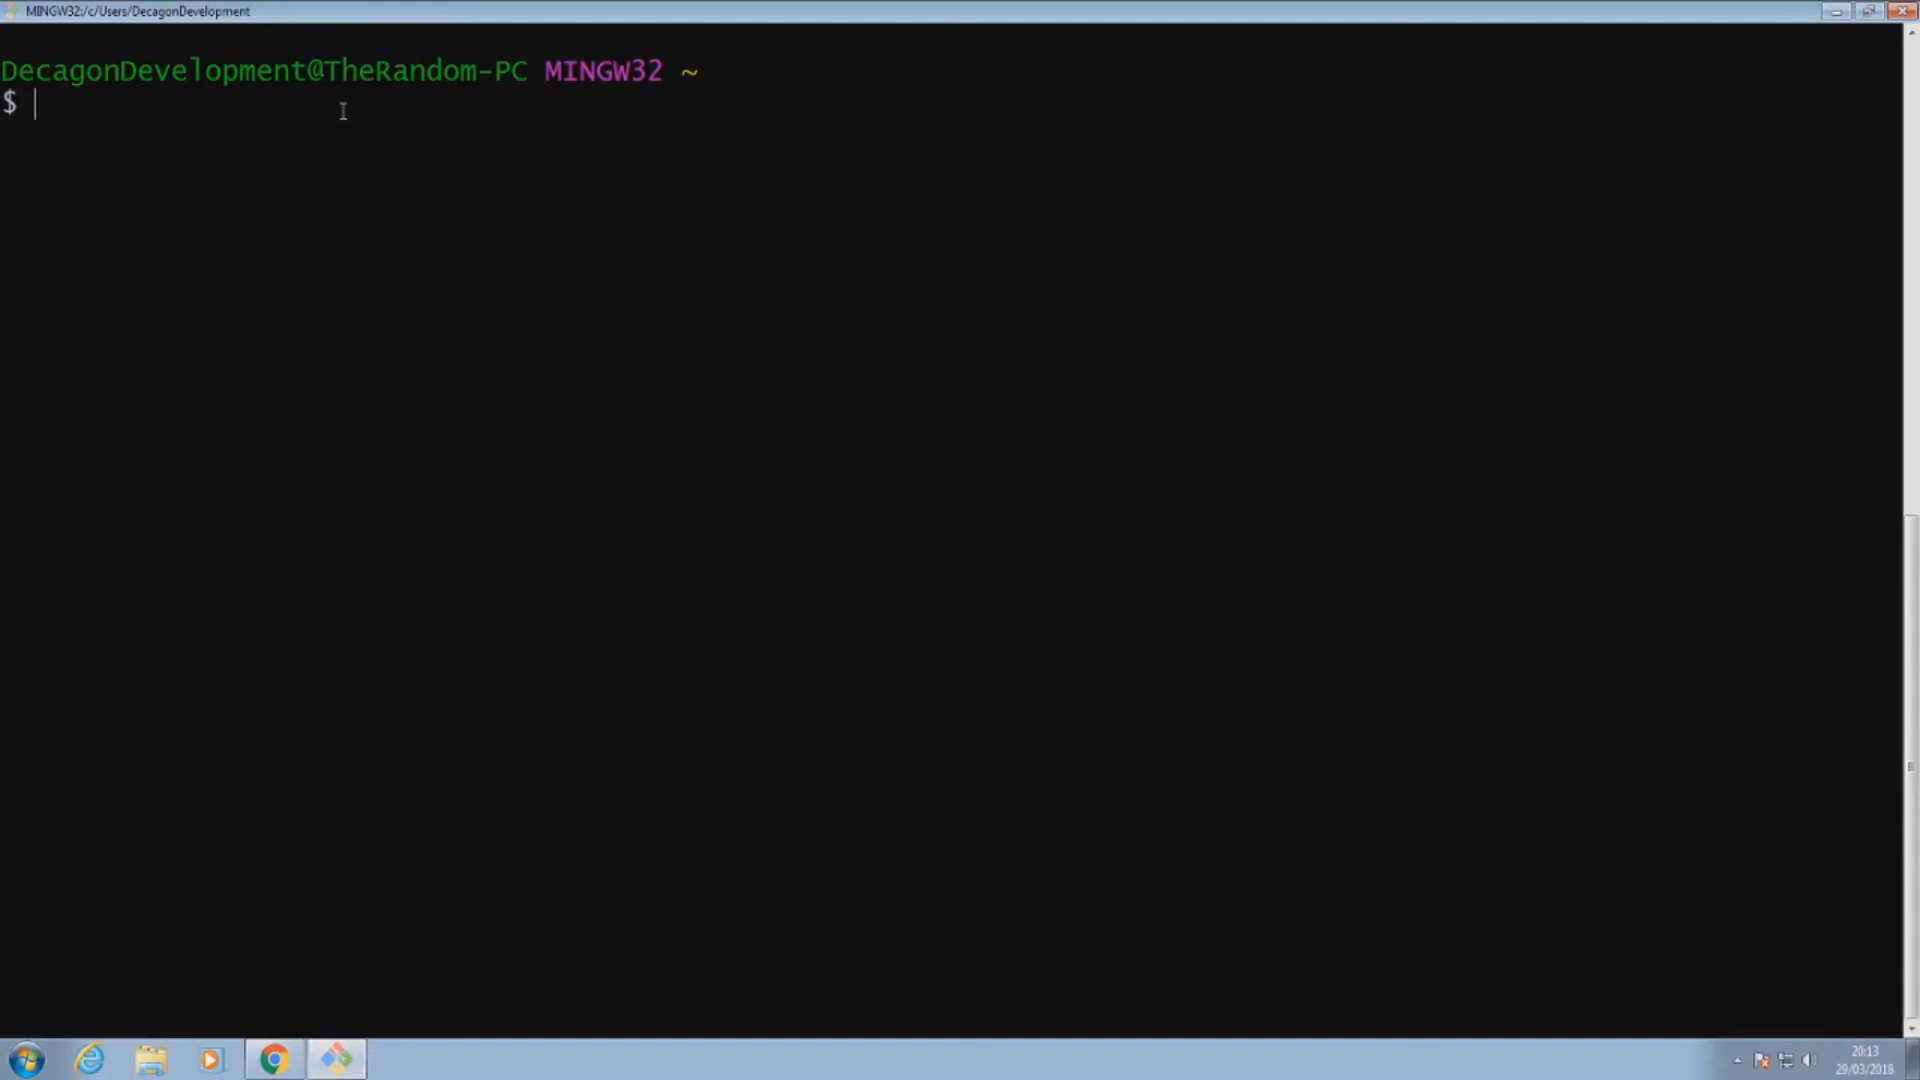 MINGW32:/c/Users/DecagonDevelopment
DecagonDevelopment@TheRandom-PC MINGW32 ~
$
20:13
29/03/2018